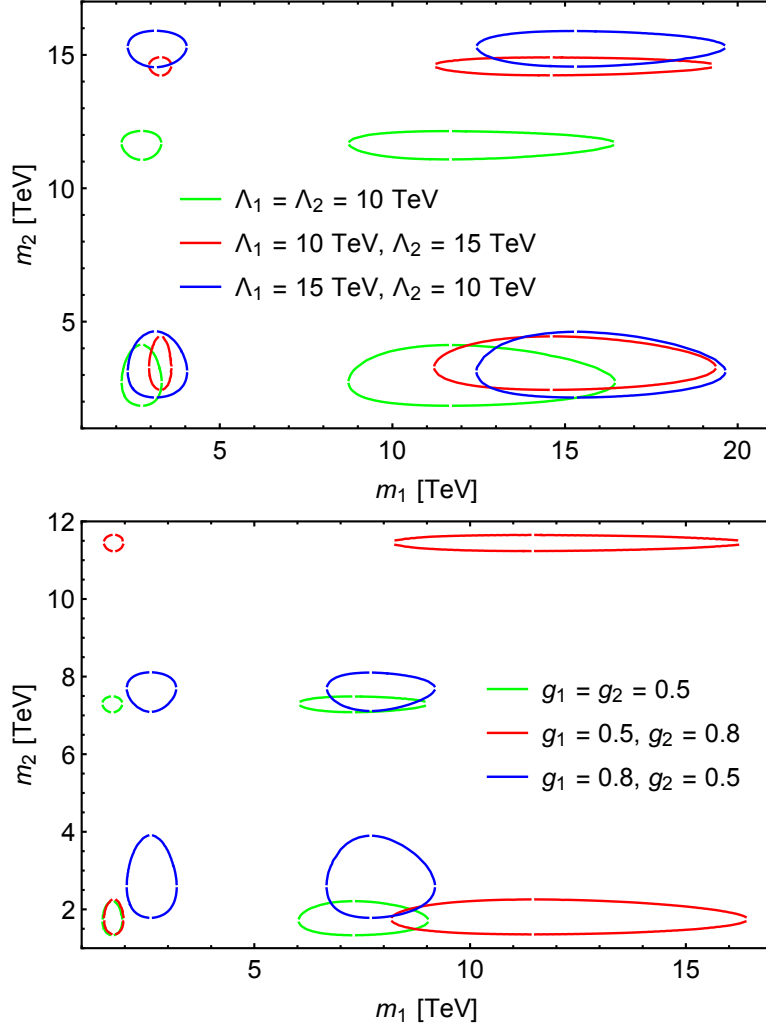 15
10
5
m₂ [TeV]
Λ₁ = Λ₂ = 10 TeV
Λ₁ = 10 TeV, Λ₂ = 15 TeV
Λ₁ = 15 TeV, Λ₂ = 10 TeV
5 10 15 20
m₁ [TeV]
12
10
8
6
4
2
m₂ [TeV]
g₁ = g₂ = 0.5
g₁ = 0.5, g₂ = 0.8
g₁ = 0.8, g₂ = 0.5
5 10 15
m₁ [TeV]